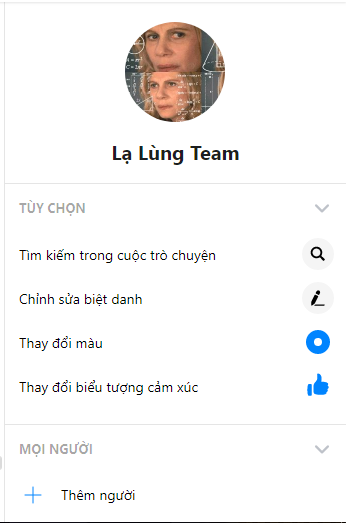 Lạ Lùng Team
TÙY CHỌN
Tìm kiếm trong cuộc trò chuyện
Chỉnh sửa biệt danh
Thay đổi màu
Thay đổi biểu tượng cảm xúc
MỌI NGƯỜI
Thêm người